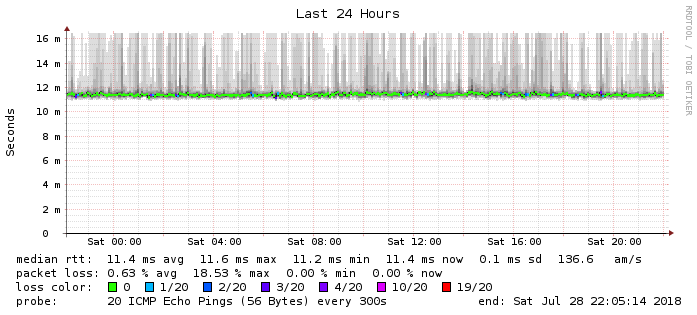 Last 24 Hours
RRDTOOL / TOBI OETIKER
Seconds
16 m
14 m
12 m
10 m
8 m
6 m
4 m
2 m
0
Sat 00:00 Sat 04:00 Sat 08:00 Sat 12:00 Sat 16:00 Sat 20:00
median rtt: 11.4 ms avg 11.6 ms max 11.2 ms min 11.4 ms now 0.1 ms sd 136.6 am/s
packet loss: 0.63 % avg 18.53 % max 0.00 % min 0.00 % now
loss color: 0 1/20 2/20 3/20 4/20 10/20 19/20
probe: 20 ICMP Echo Pings (56 Bytes) every 300s end: Sat Jul 28 22:05:14 2018